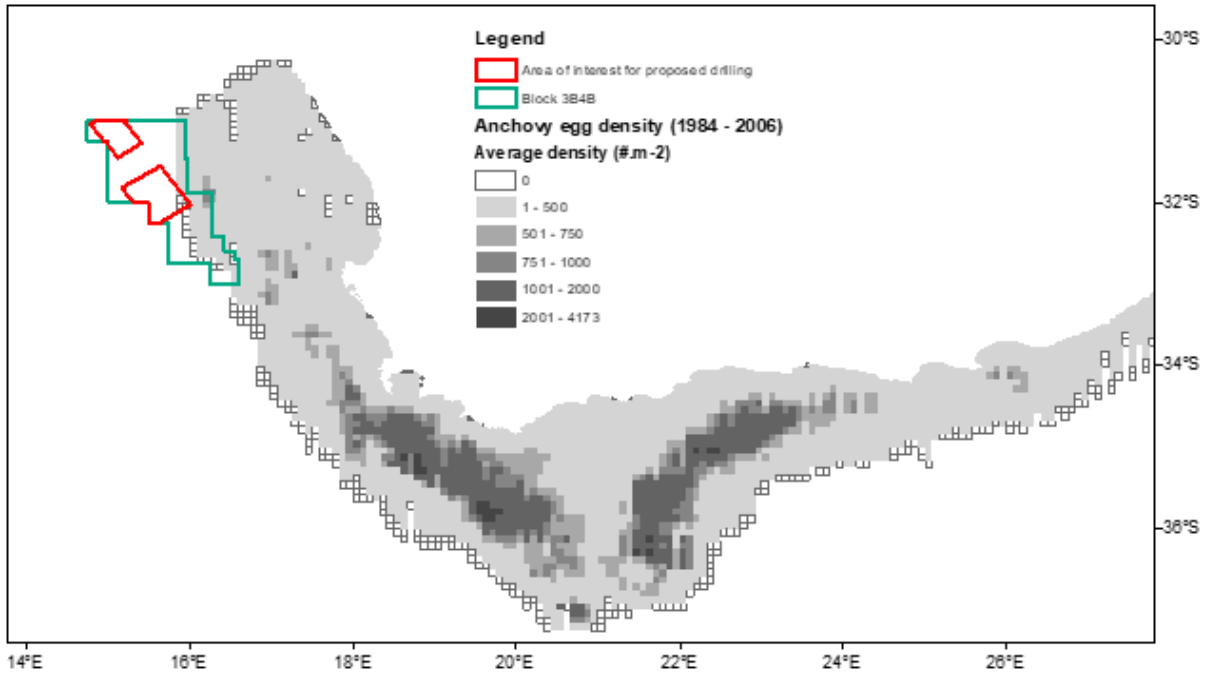 Legend
Area of interest for proposed drilling
Block 3B4B
Anchovy egg density (1984 - 2006)
Average density (#.m-2)
0
1 - 500
501 - 750
751 - 1000
1001 - 2000
2001 - 4173
30°S
32°S
34°S
36°S
14°E
16°E
18°E
20°E
22°E
24°E
26°E